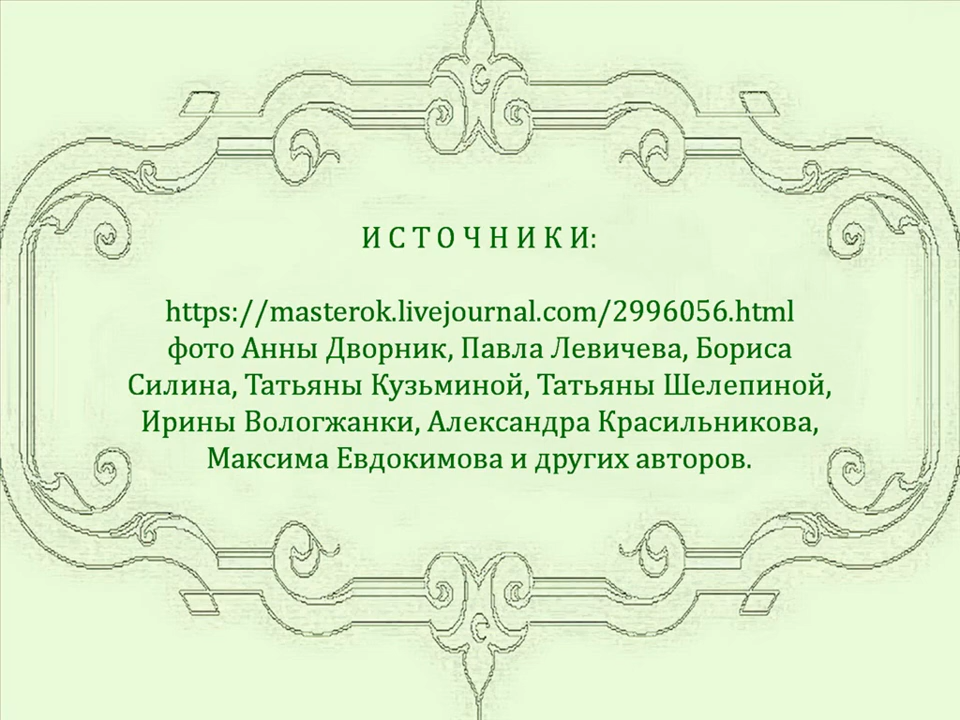 И С Т О Ч Н И К И:
https://masterok.livejournal.com/2996056.html
фото Анны Дворник, Павла Левичева, Бориса
Силина, Татьяны Кузьминой, Татьяны Шелепиной,
Ирины Вологжанки, Александра Красильникова,
Максима Евдокимова и других авторов.